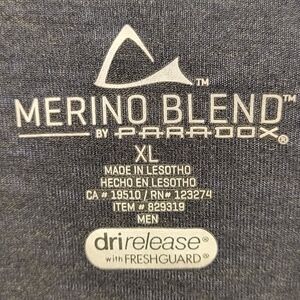 ™
MERINO BLEND™
BY PARADOX®
XL
MADE IN LESOTHO
HECHO EN LESOTHO
CA # 19510 / RN# 123274
ITEM # 829319
MEN
drirelease®
with FRESHGUARD®